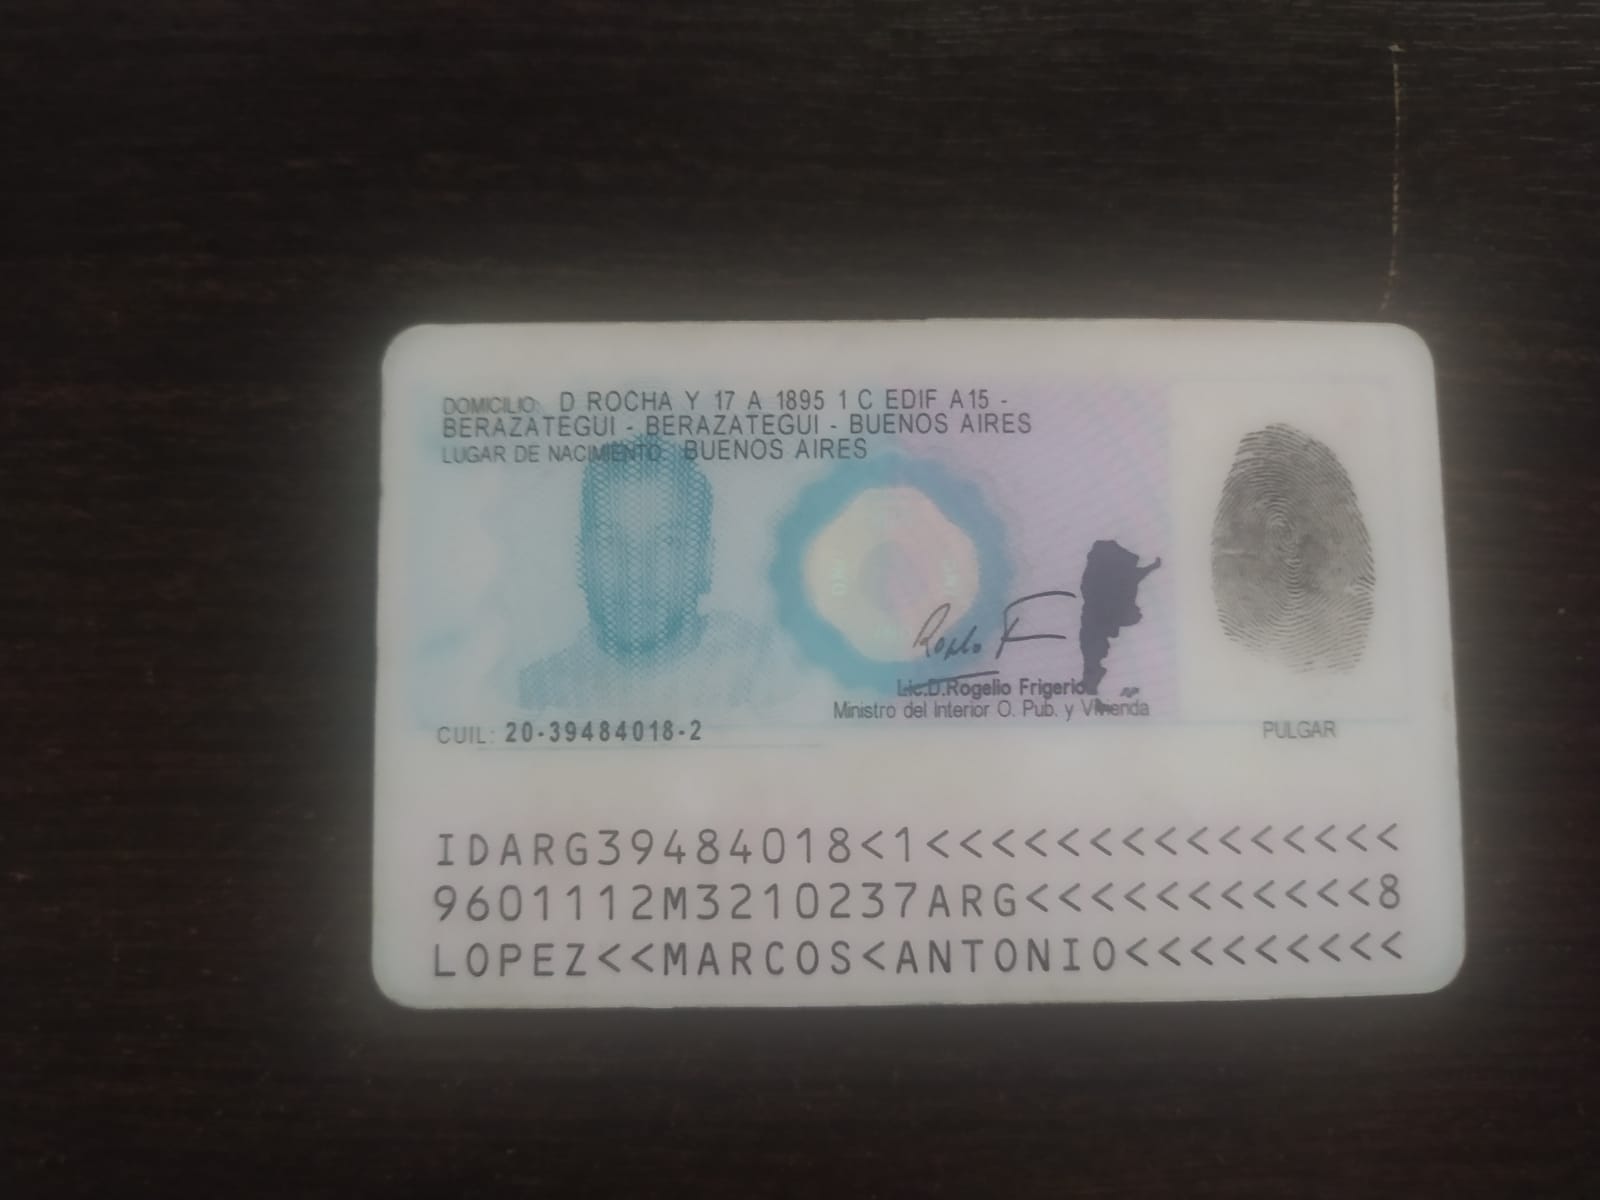 DOMICILIO: D ROCHA Y 17 A 1895 1 C EDIF A15 -
BERAZATEGUI - BERAZATEGUI - BUENOS AIRES
LUGAR DE NACIMIENTO: BUENOS AIRES
Lic.D.Rogelio Frigerio
Ministro del Interior O. Pub. y Vivienda
CUIL: 20-39484018-2
PULGAR
IDARG39484018<1<<<<<<<<<<<<<<<
9601112M3210237ARG<<<<<<<<<<<8
LOPEZ<<MARCOS<ANTONIO<<<<<<<<<